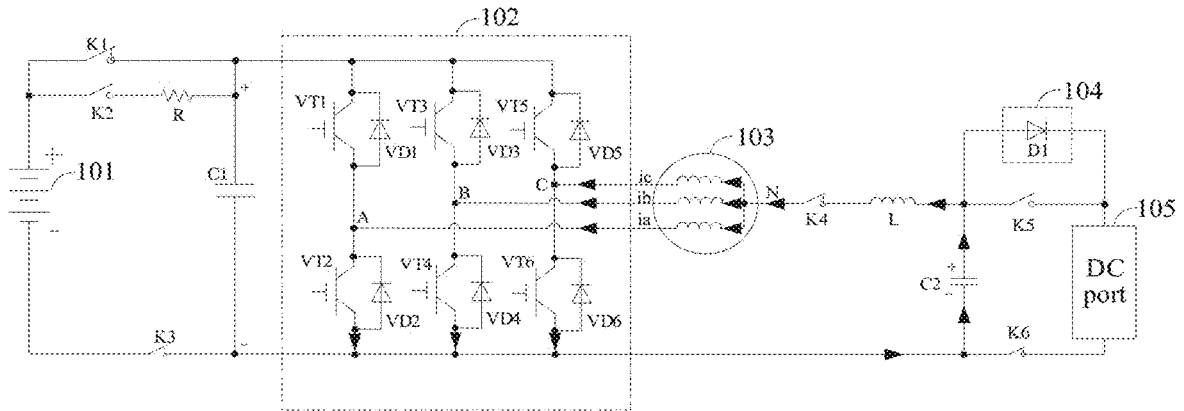 102
K1
K2
R
+
C1
-
+
101
-
K3
VT1
VD1
VT3
VD3
VT5
VD5
A
B
C
VT2
VD2
VT4
VD4
VT6
VD6
103
ic
ib
ia
N
K4
L
104
D1
K5
C2
+
-
K6
105
DC
port